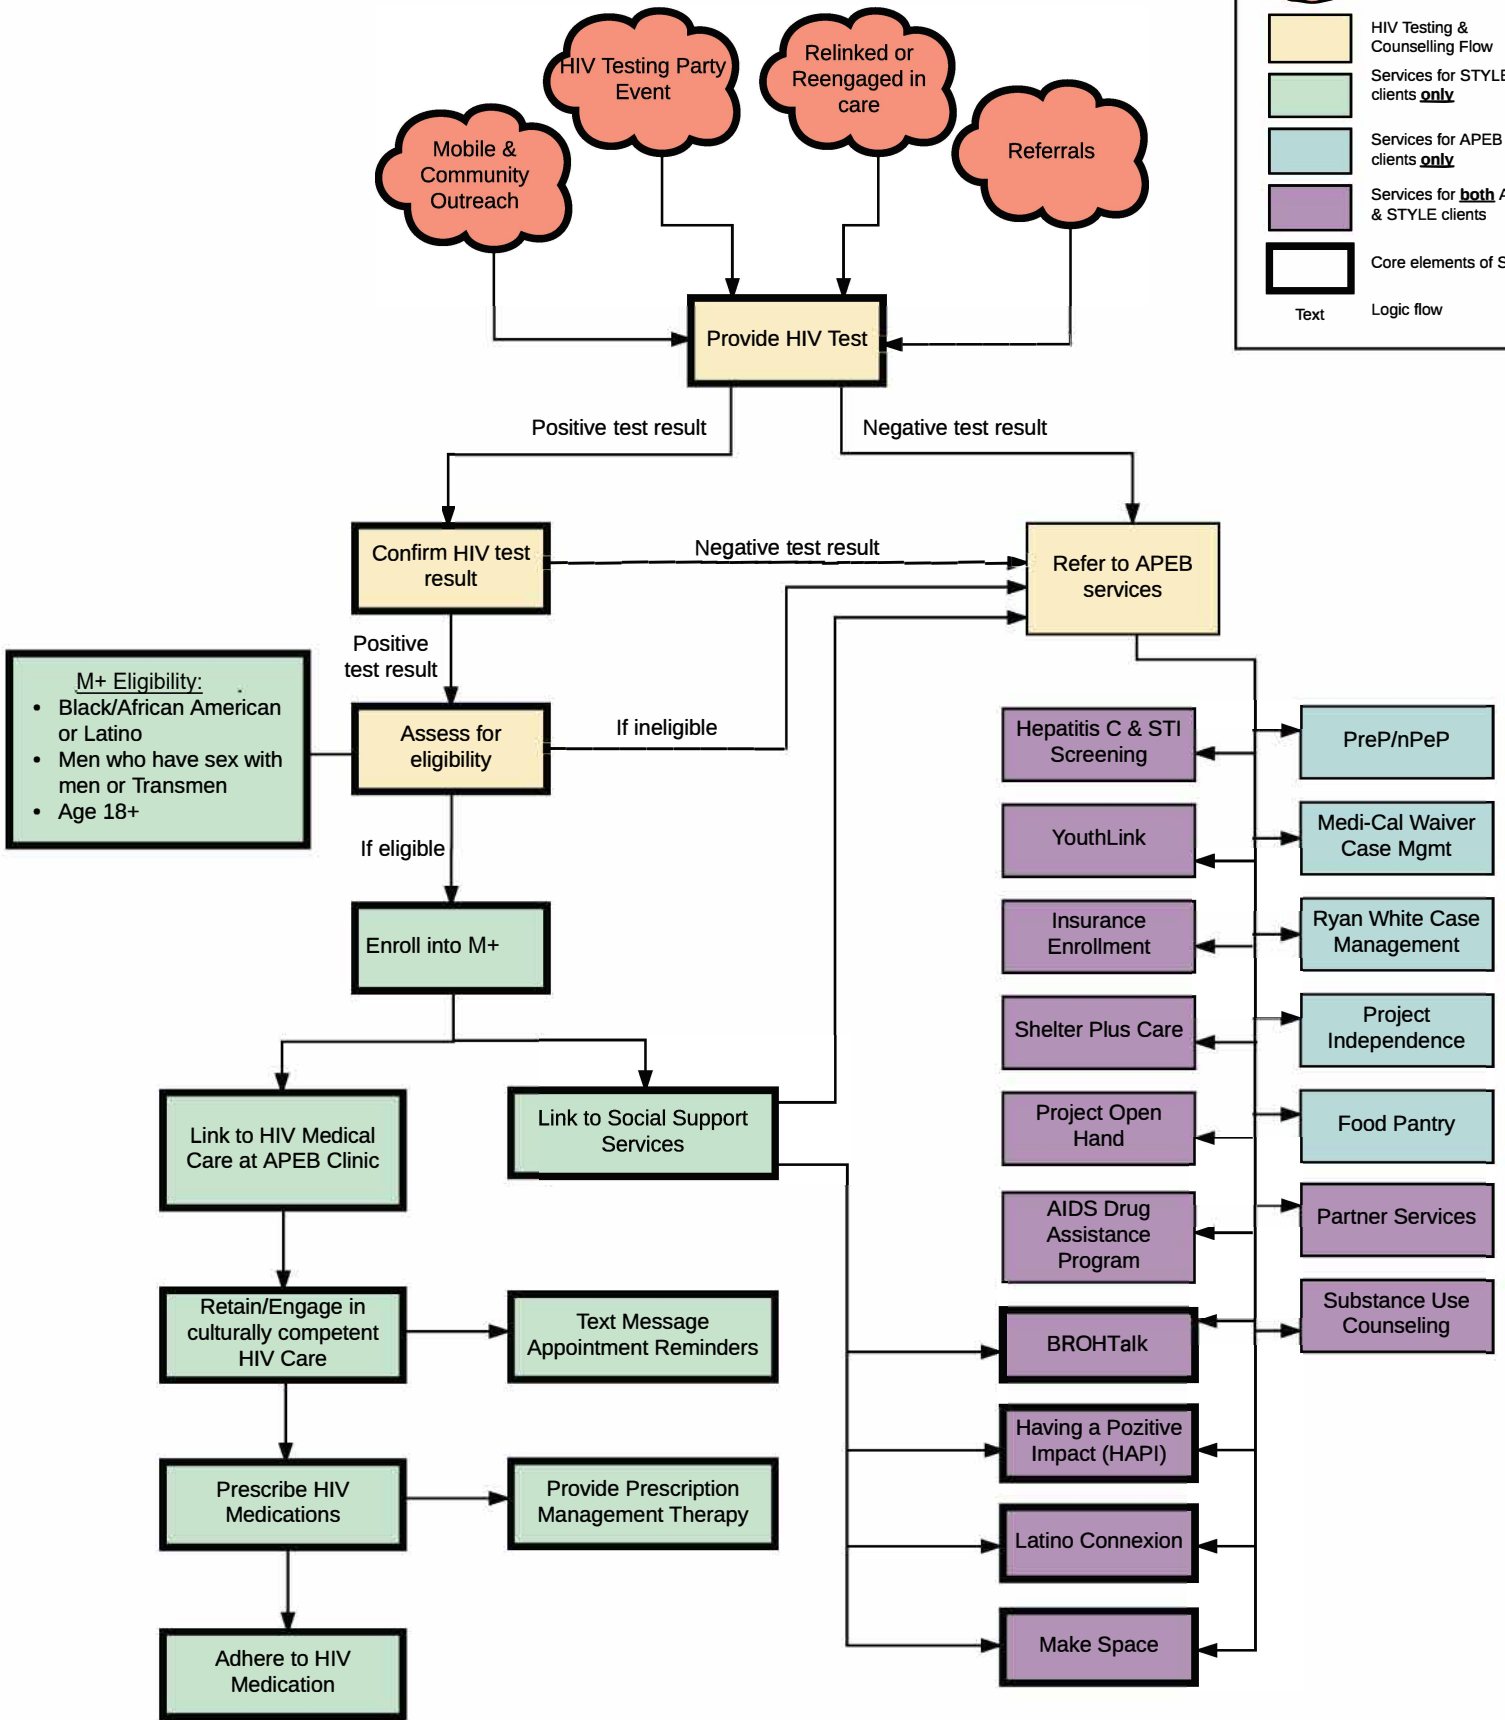 HIV Testing Party
Event
Relinked or
Reengaged in
care
Mobile &
Community
Outreach
Referrals
HIV Testing &
Counselling Flow
Services for STYLE
clients only
Services for APEB
clients only
Services for both A
& STYLE clients
Core elements of S
Text
Logic flow
Provide HIV Test
Positive test result
Negative test result
Confirm HIV test
result
Negative test result
Refer to APEB
services
Positive
test result
M+ Eligibility:
• Black/African American
or Latino
• Men who have sex with
men or Transmen
• Age 18+
Assess for
eligibility
If ineligible
If eligible
Enroll into M+
Link to HIV Medical
Care at APEB Clinic
Link to Social Support
Services
Retain/Engage in
culturally competent
HIV Care
Text Message
Appointment Reminders
Prescribe HIV
Medications
Provide Prescription
Management Therapy
Adhere to HIV
Medication
Hepatitis C & STI
Screening
YouthLink
Insurance
Enrollment
Shelter Plus Care
Project Open
Hand
AIDS Drug
Assistance
Program
BROHTalk
Having a Pozitive
Impact (HAPI)
Latino Connexion
Make Space
PreP/nPeP
Medi-Cal Waiver
Case Mgmt
Ryan White Case
Management
Project
Independence
Food Pantry
Partner Services
Substance Use
Counseling